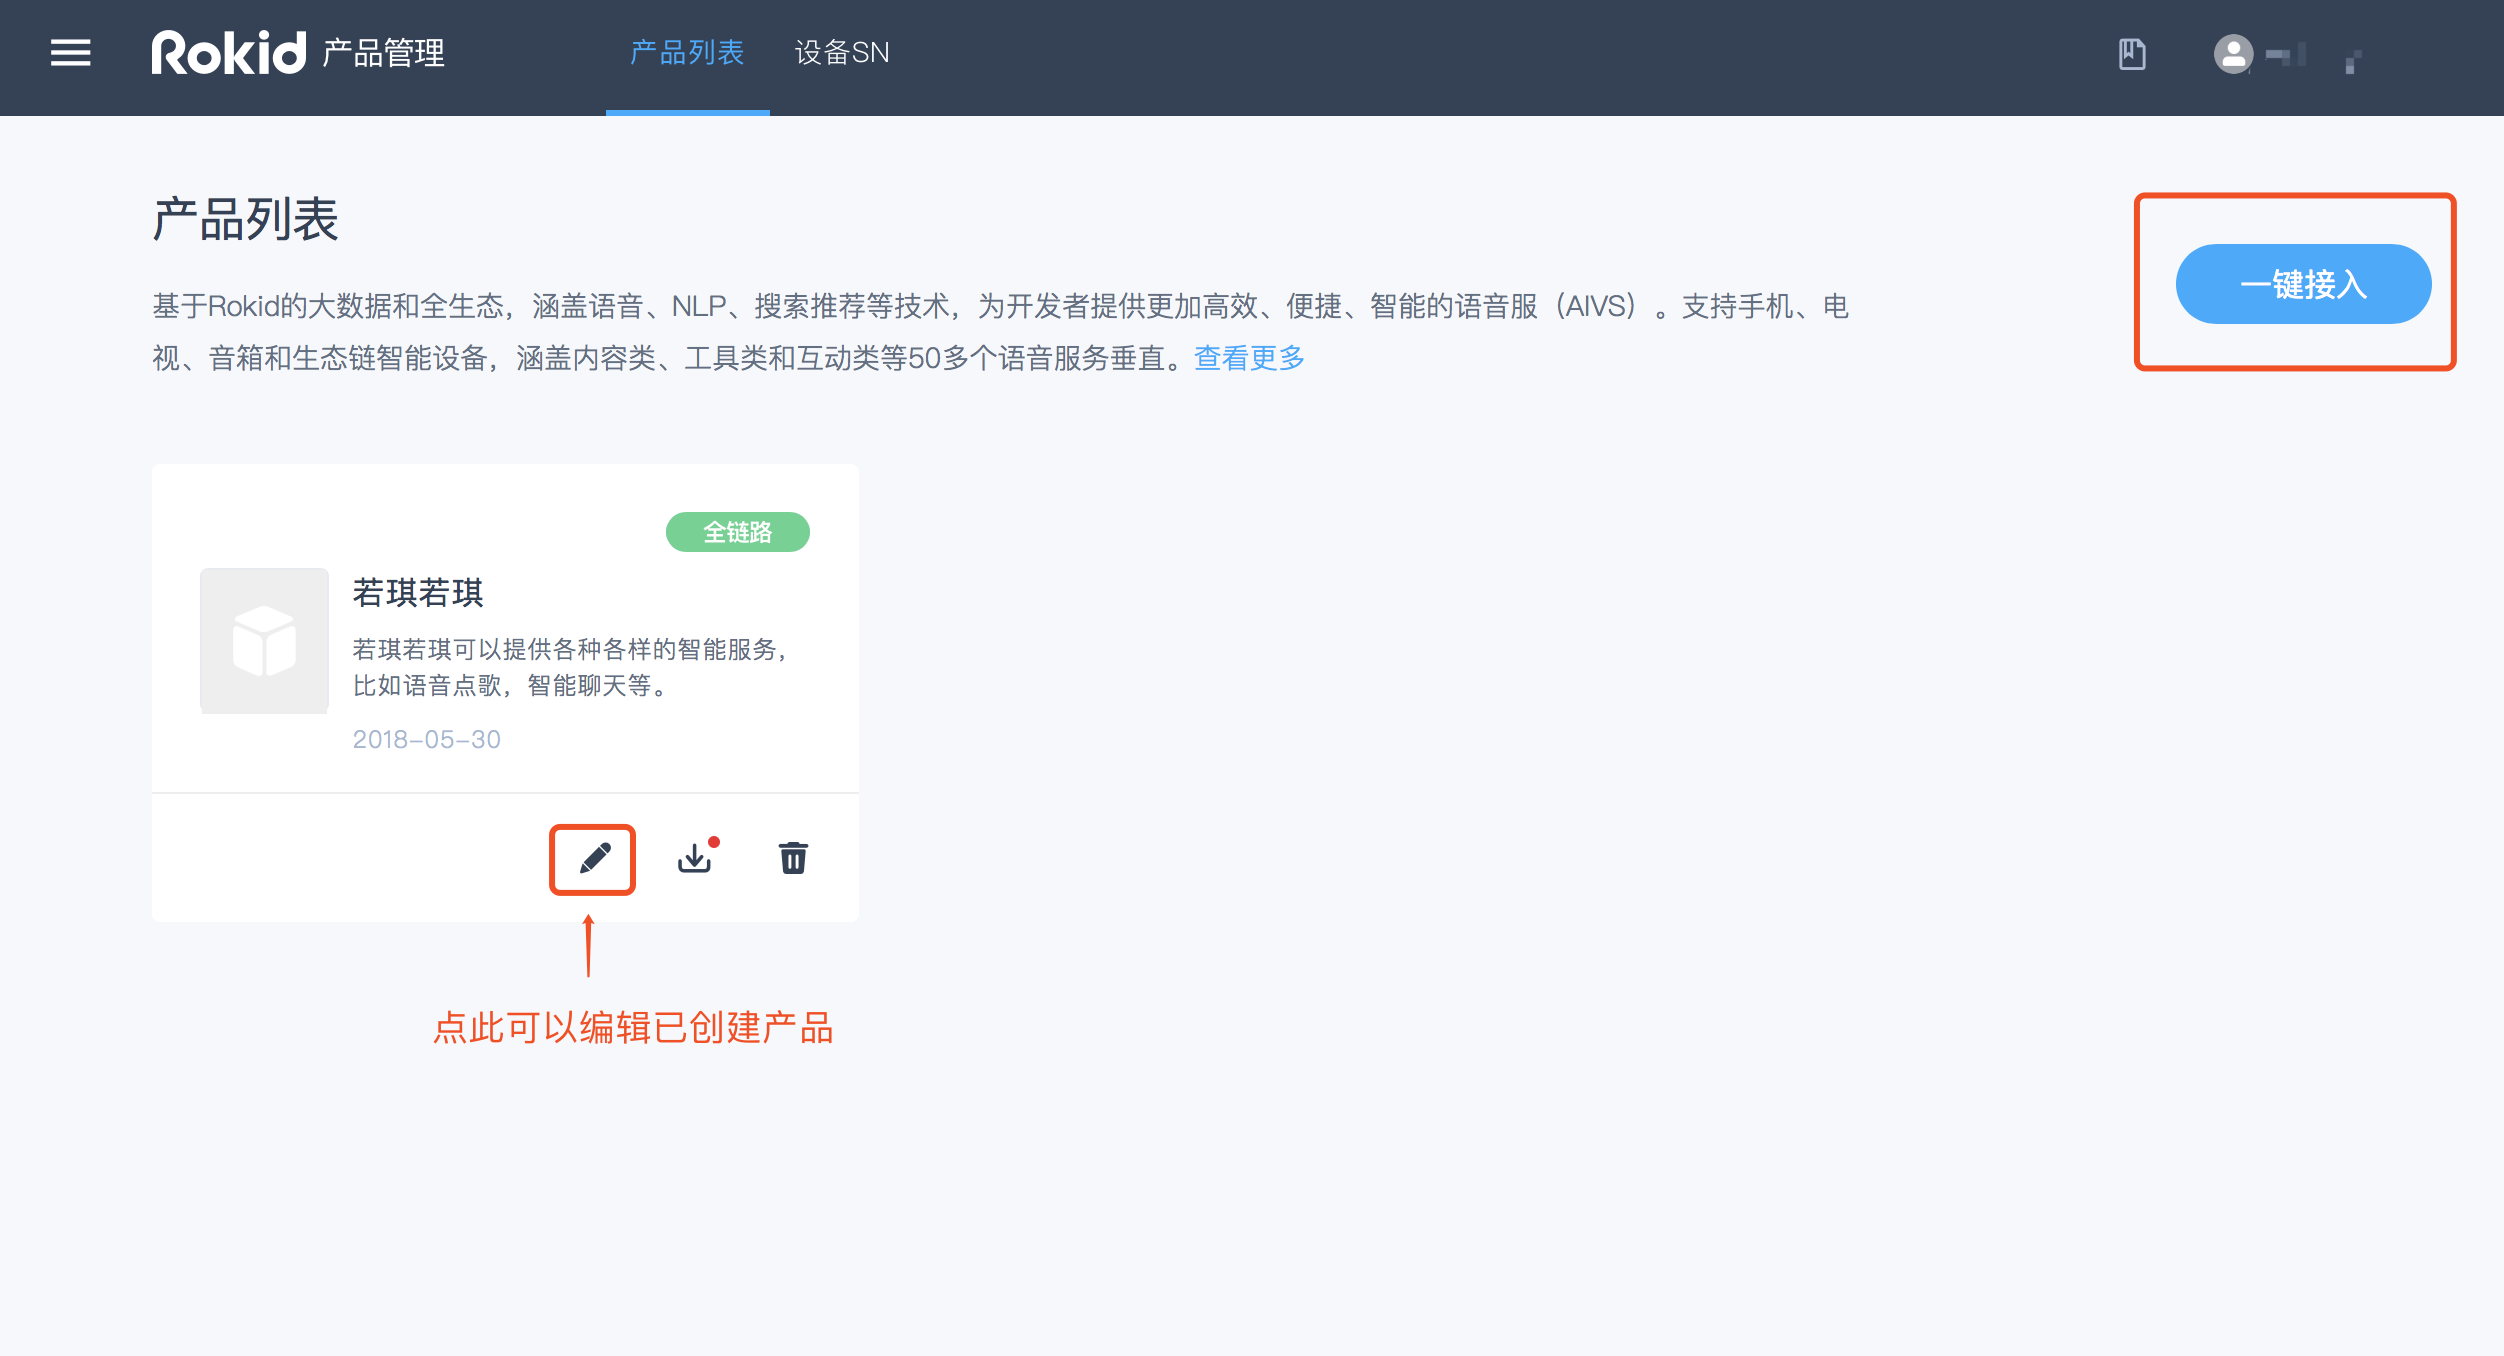 Rokid 产品管理 产品列表 设备SN
产品列表
一键接入
基于Rokid的大数据和全生态，涵盖语音、NLP、搜索推荐等技术，为开发者提供更加高效、便捷、智能的语音服（AIVS）。支持手机、电
视、音箱和生态链智能设备，涵盖内容类、工具类和互动类等50多个语音服务垂直。查看更多
全链路
若琪若琪
若琪若琪可以提供各种各样的智能服务，
比如语音点歌，智能聊天等。
2018-05-30
点此可以编辑已创建产品